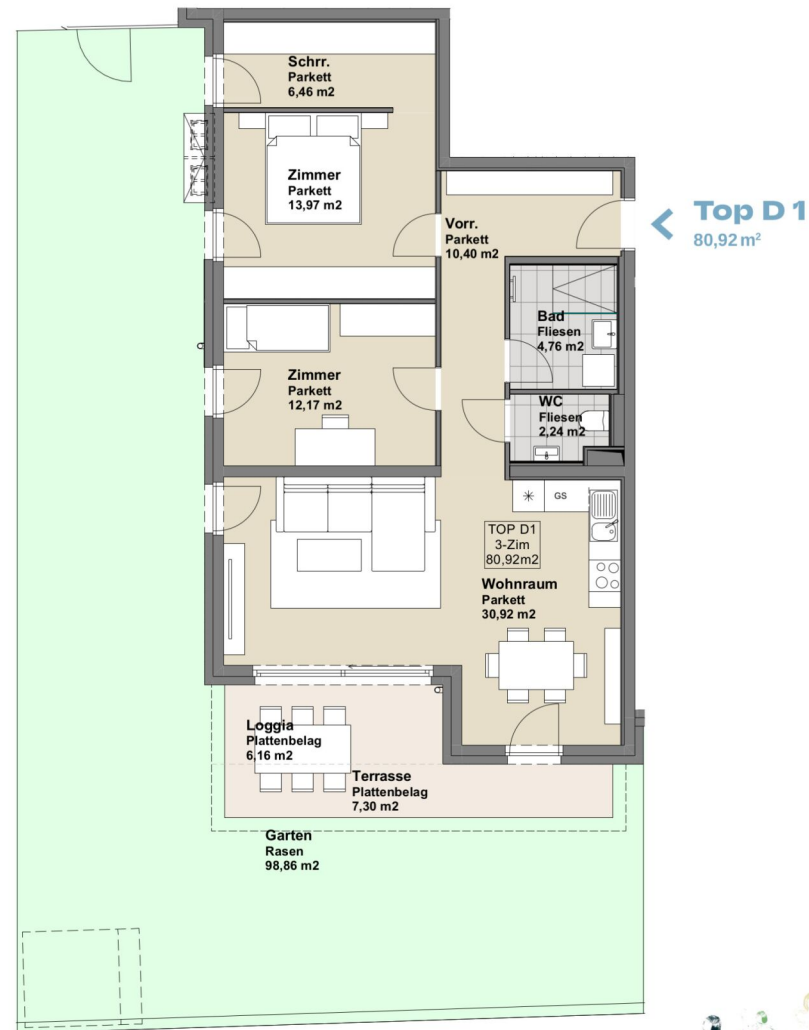 Schrr.
Parkett
6,46 m2
Zimmer
Parkett
13,97 m2
Vorr.
Parkett
10,40 m2
Top D 1
80,92 m²
Bad
Fliesen
4,76 m2
Zimmer
Parkett
12,17 m2
WC
Fliesen
2,24 m2
GS
TOP D1
3-Zim
80,92m2
Wohnraum
Parkett
30,92 m2
Loggia
Plattenbelag
6,16 m2
Terrasse
Plattenbelag
7,30 m2
Garten
Rasen
98,86 m2